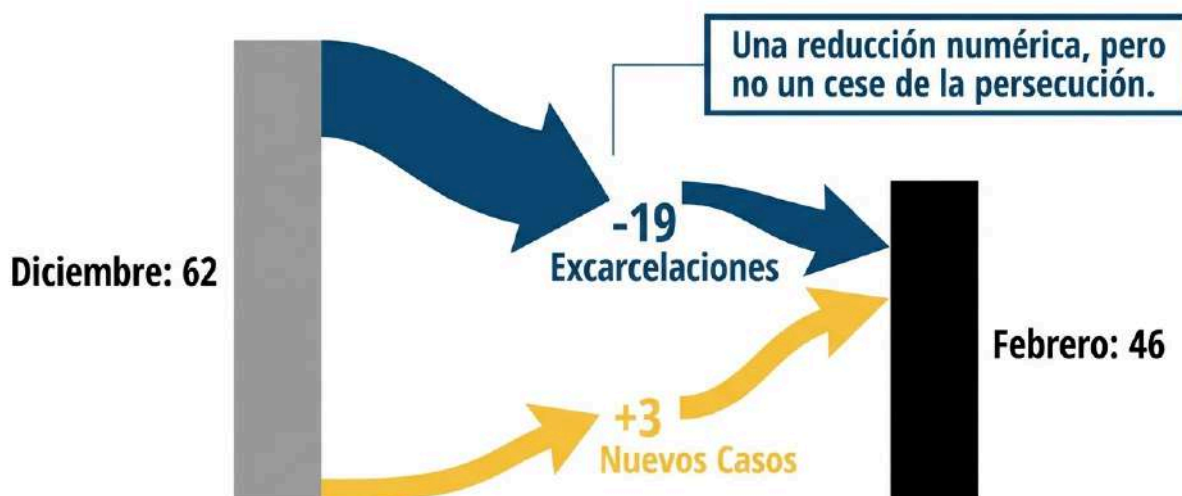 Una reducción numérica, pero
no un cese de la persecución.
Diciembre: 62
-19
Excarcelaciones
+3
Nuevos Casos
Febrero: 46